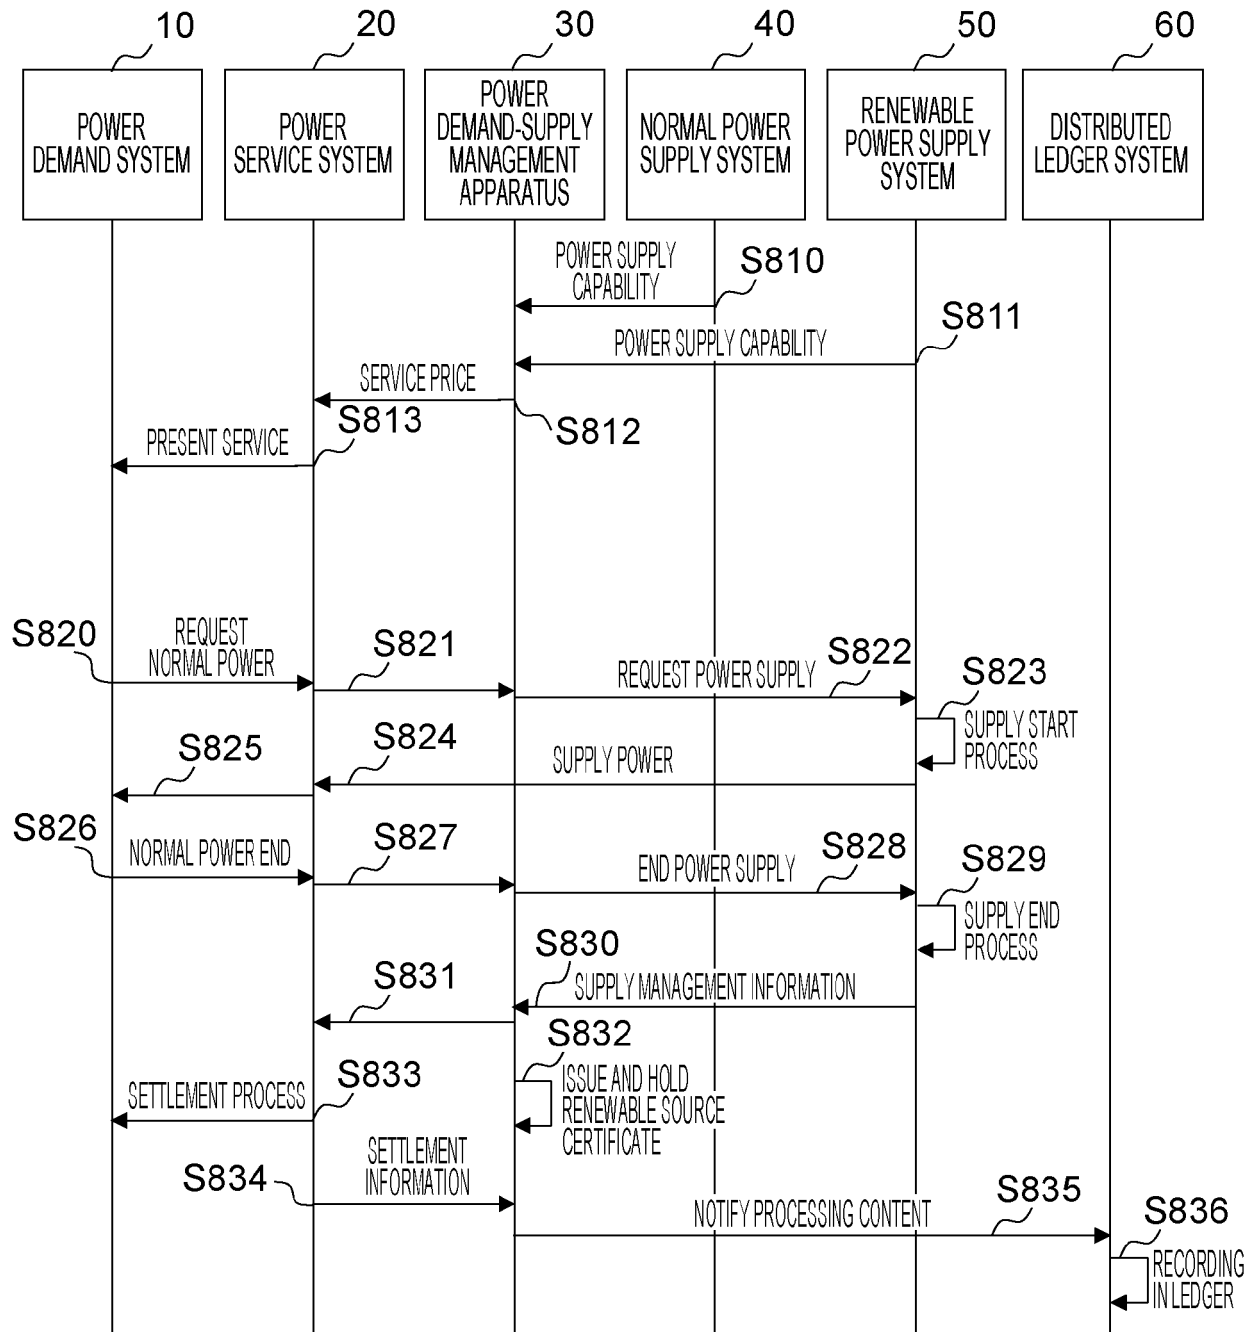 10
20
30
40
50
60
POWER
DEMAND SYSTEM
POWER
SERVICE SYSTEM
POWER
DEMAND-SUPPLY
MANAGEMENT
APPARATUS
NORMAL POWER
SUPPLY SYSTEM
RENEWABLE
POWER SUPPLY
SYSTEM
DISTRIBUTED
LEDGER SYSTEM
POWER SUPPLY
CAPABILITY
S810
POWER SUPPLY CAPABILITY
S811
SERVICE PRICE
S812
PRESENT SERVICE
S813
S820
REQUEST
NORMAL POWER
S821
REQUEST POWER SUPPLY
S822
S823
SUPPLY START
PROCESS
S825
S824
SUPPLY POWER
S826
NORMAL POWER END
S827
END POWER SUPPLY
S828
S829
SUPPLY END
PROCESS
S830
SUPPLY MANAGEMENT INFORMATION
S831
S832
ISSUE AND HOLD
RENEWABLE SOURCE
CERTIFICATE
SETTLEMENT PROCESS
S833
S834
SETTLEMENT
INFORMATION
NOTIFY PROCESSING CONTENT
S835
S836
RECORDING
IN LEDGER